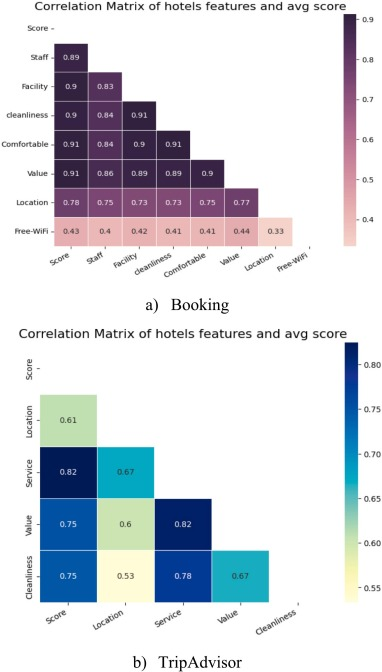 Correlation Matrix of hotels features and avg score
Score
Staff 0.89
Facility 0.9 0.83
cleanliness 0.9 0.84 0.91
Comfortable 0.91 0.84 0.9 0.91
Value 0.91 0.86 0.89 0.89 0.9
Location 0.78 0.75 0.73 0.73 0.75 0.77
Free-WiFi 0.43 0.4 0.42 0.41 0.41 0.44 0.33
Score Staff Facility cleanliness Comfortable Value Location Free-WiFi
0.9
0.8
0.7
0.6
0.5
0.4
a) Booking
Correlation Matrix of hotels features and avg score
Score
Location 0.61
Service 0.82 0.67
Value 0.75 0.6 0.82
Cleanliness 0.75 0.53 0.78 0.67
Score Location Service Value Cleanliness
0.80
0.75
0.70
0.65
0.60
0.55
b) TripAdvisor